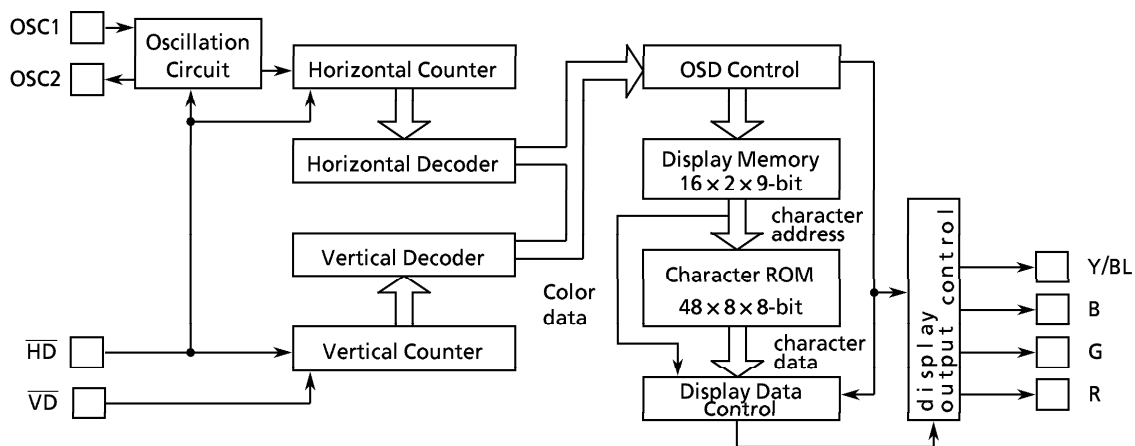 OSC1
OSC2
Oscillation
Circuit
Horizontal Counter
Horizontal Decoder
Vertical Decoder
Vertical Counter
H̅D̅
V̅D̅
OSD Control
Display Memory
16 × 2 × 9-bit
character
address
Character ROM
48 × 8 × 8-bit
Color
data
character
data
Display Data
Control
display
output control
Y/BL
B
G
R